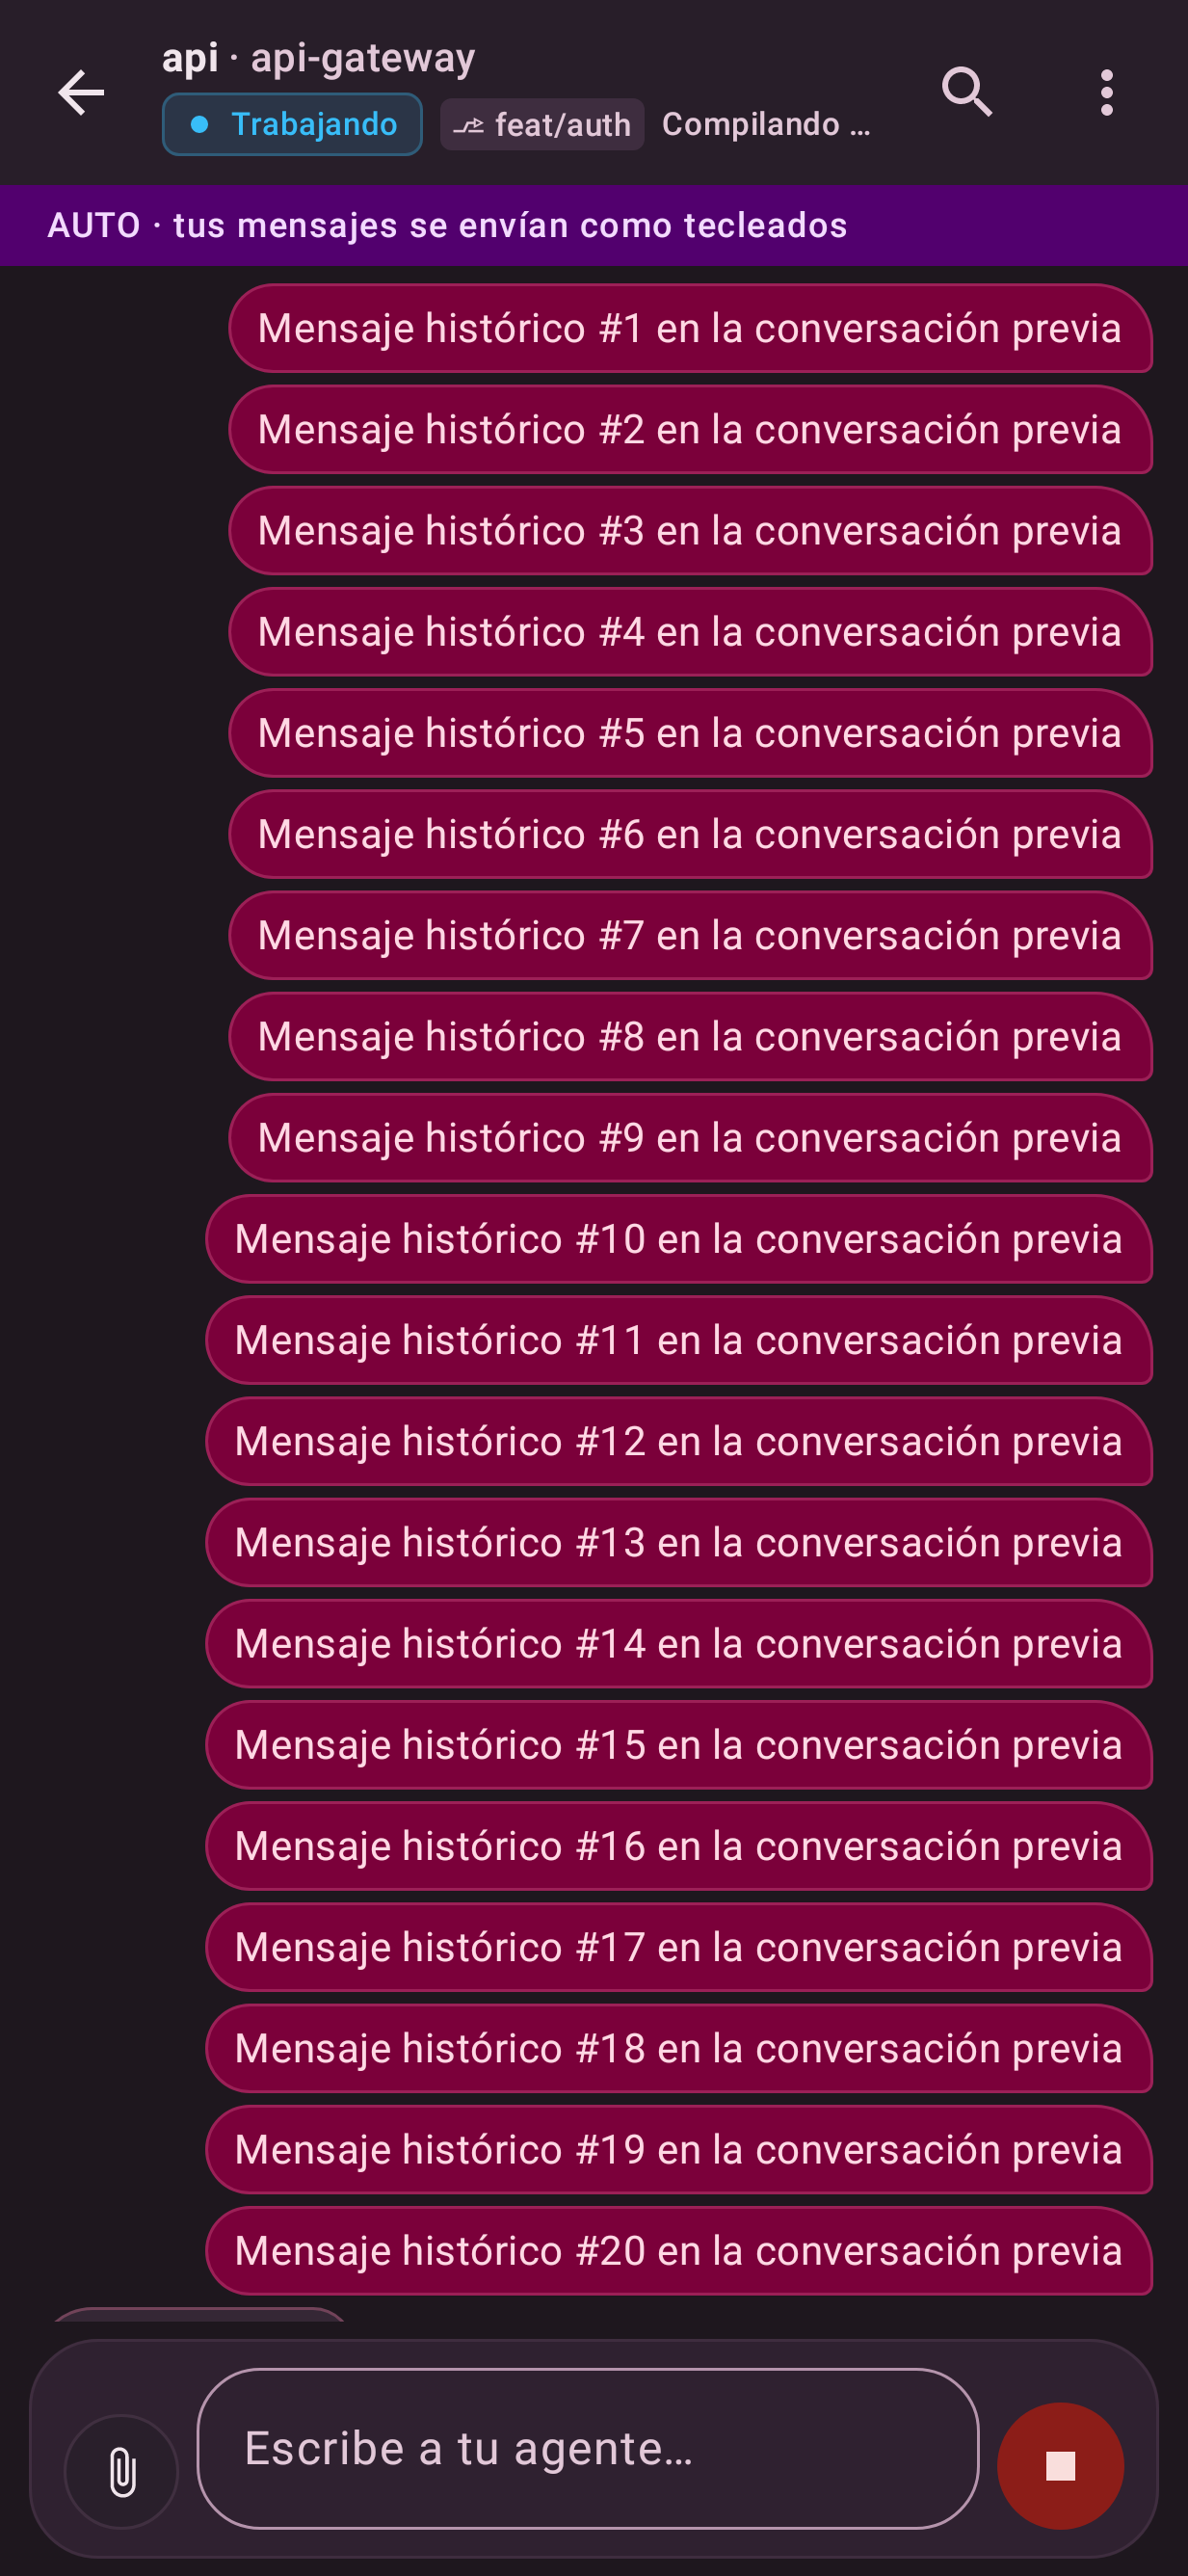 api · api-gateway
Trabajando feat/auth Compilando …
AUTO · tus mensajes se envían como tecleados
Mensaje histórico #1 en la conversación previa
Mensaje histórico #2 en la conversación previa
Mensaje histórico #3 en la conversación previa
Mensaje histórico #4 en la conversación previa
Mensaje histórico #5 en la conversación previa
Mensaje histórico #6 en la conversación previa
Mensaje histórico #7 en la conversación previa
Mensaje histórico #8 en la conversación previa
Mensaje histórico #9 en la conversación previa
Mensaje histórico #10 en la conversación previa
Mensaje histórico #11 en la conversación previa
Mensaje histórico #12 en la conversación previa
Mensaje histórico #13 en la conversación previa
Mensaje histórico #14 en la conversación previa
Mensaje histórico #15 en la conversación previa
Mensaje histórico #16 en la conversación previa
Mensaje histórico #17 en la conversación previa
Mensaje histórico #18 en la conversación previa
Mensaje histórico #19 en la conversación previa
Mensaje histórico #20 en la conversación previa
Escribe a tu agente…